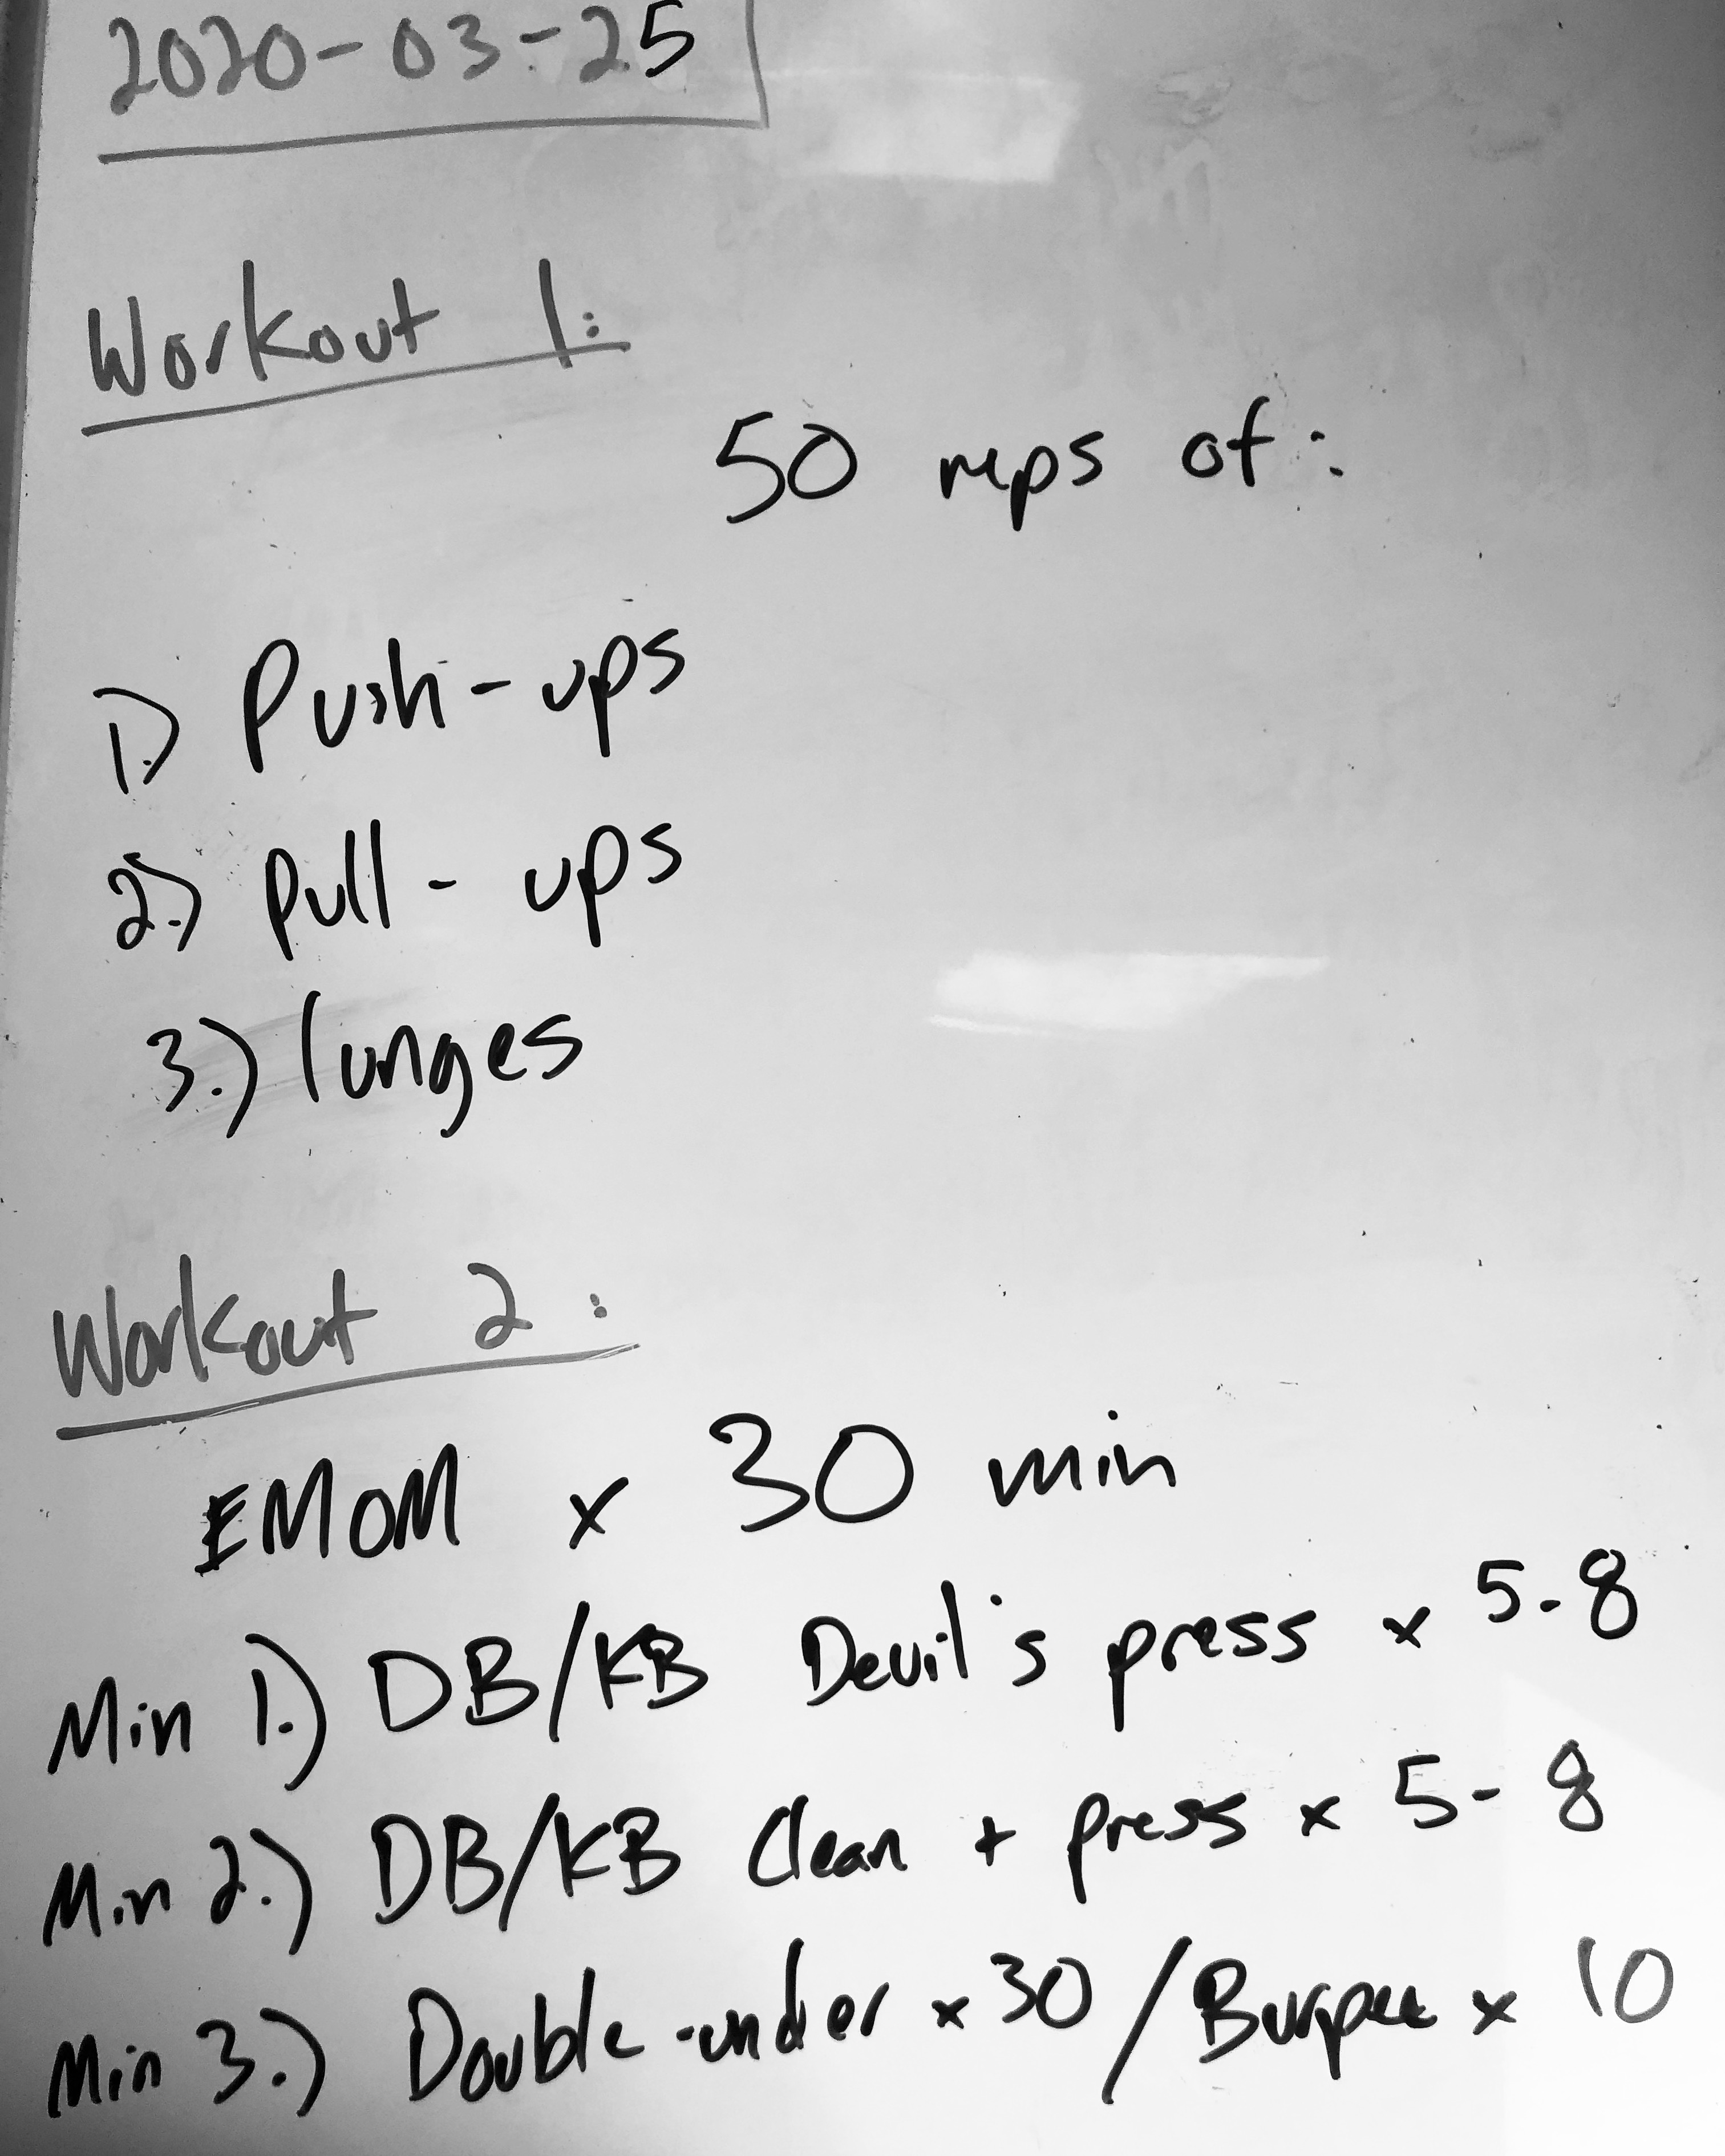 2020-03-25
Workout 1:
50 reps of:
1.) Push-ups
2.) Pull-ups
3.) lunges
Workout 2:
EMOM x 30 min
Min 1.) DB/KB Devil's press x 5-8
Min 2.) DB/KB Clean + press x 5-8
Min 3.) Double-under x 30 / Burpee x 10